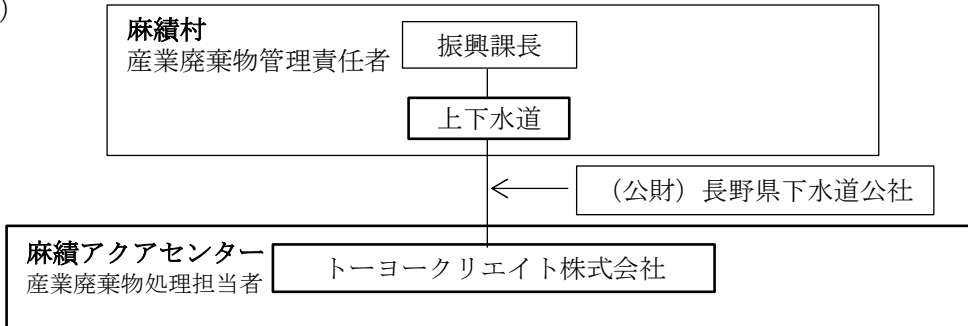 )
麻績村
産業廃棄物管理責任者
振興課長
上下水道
（公財）長野県下水道公社
麻績アクアセンター
産業廃棄物処理担当者
トーヨークリエイト株式会社